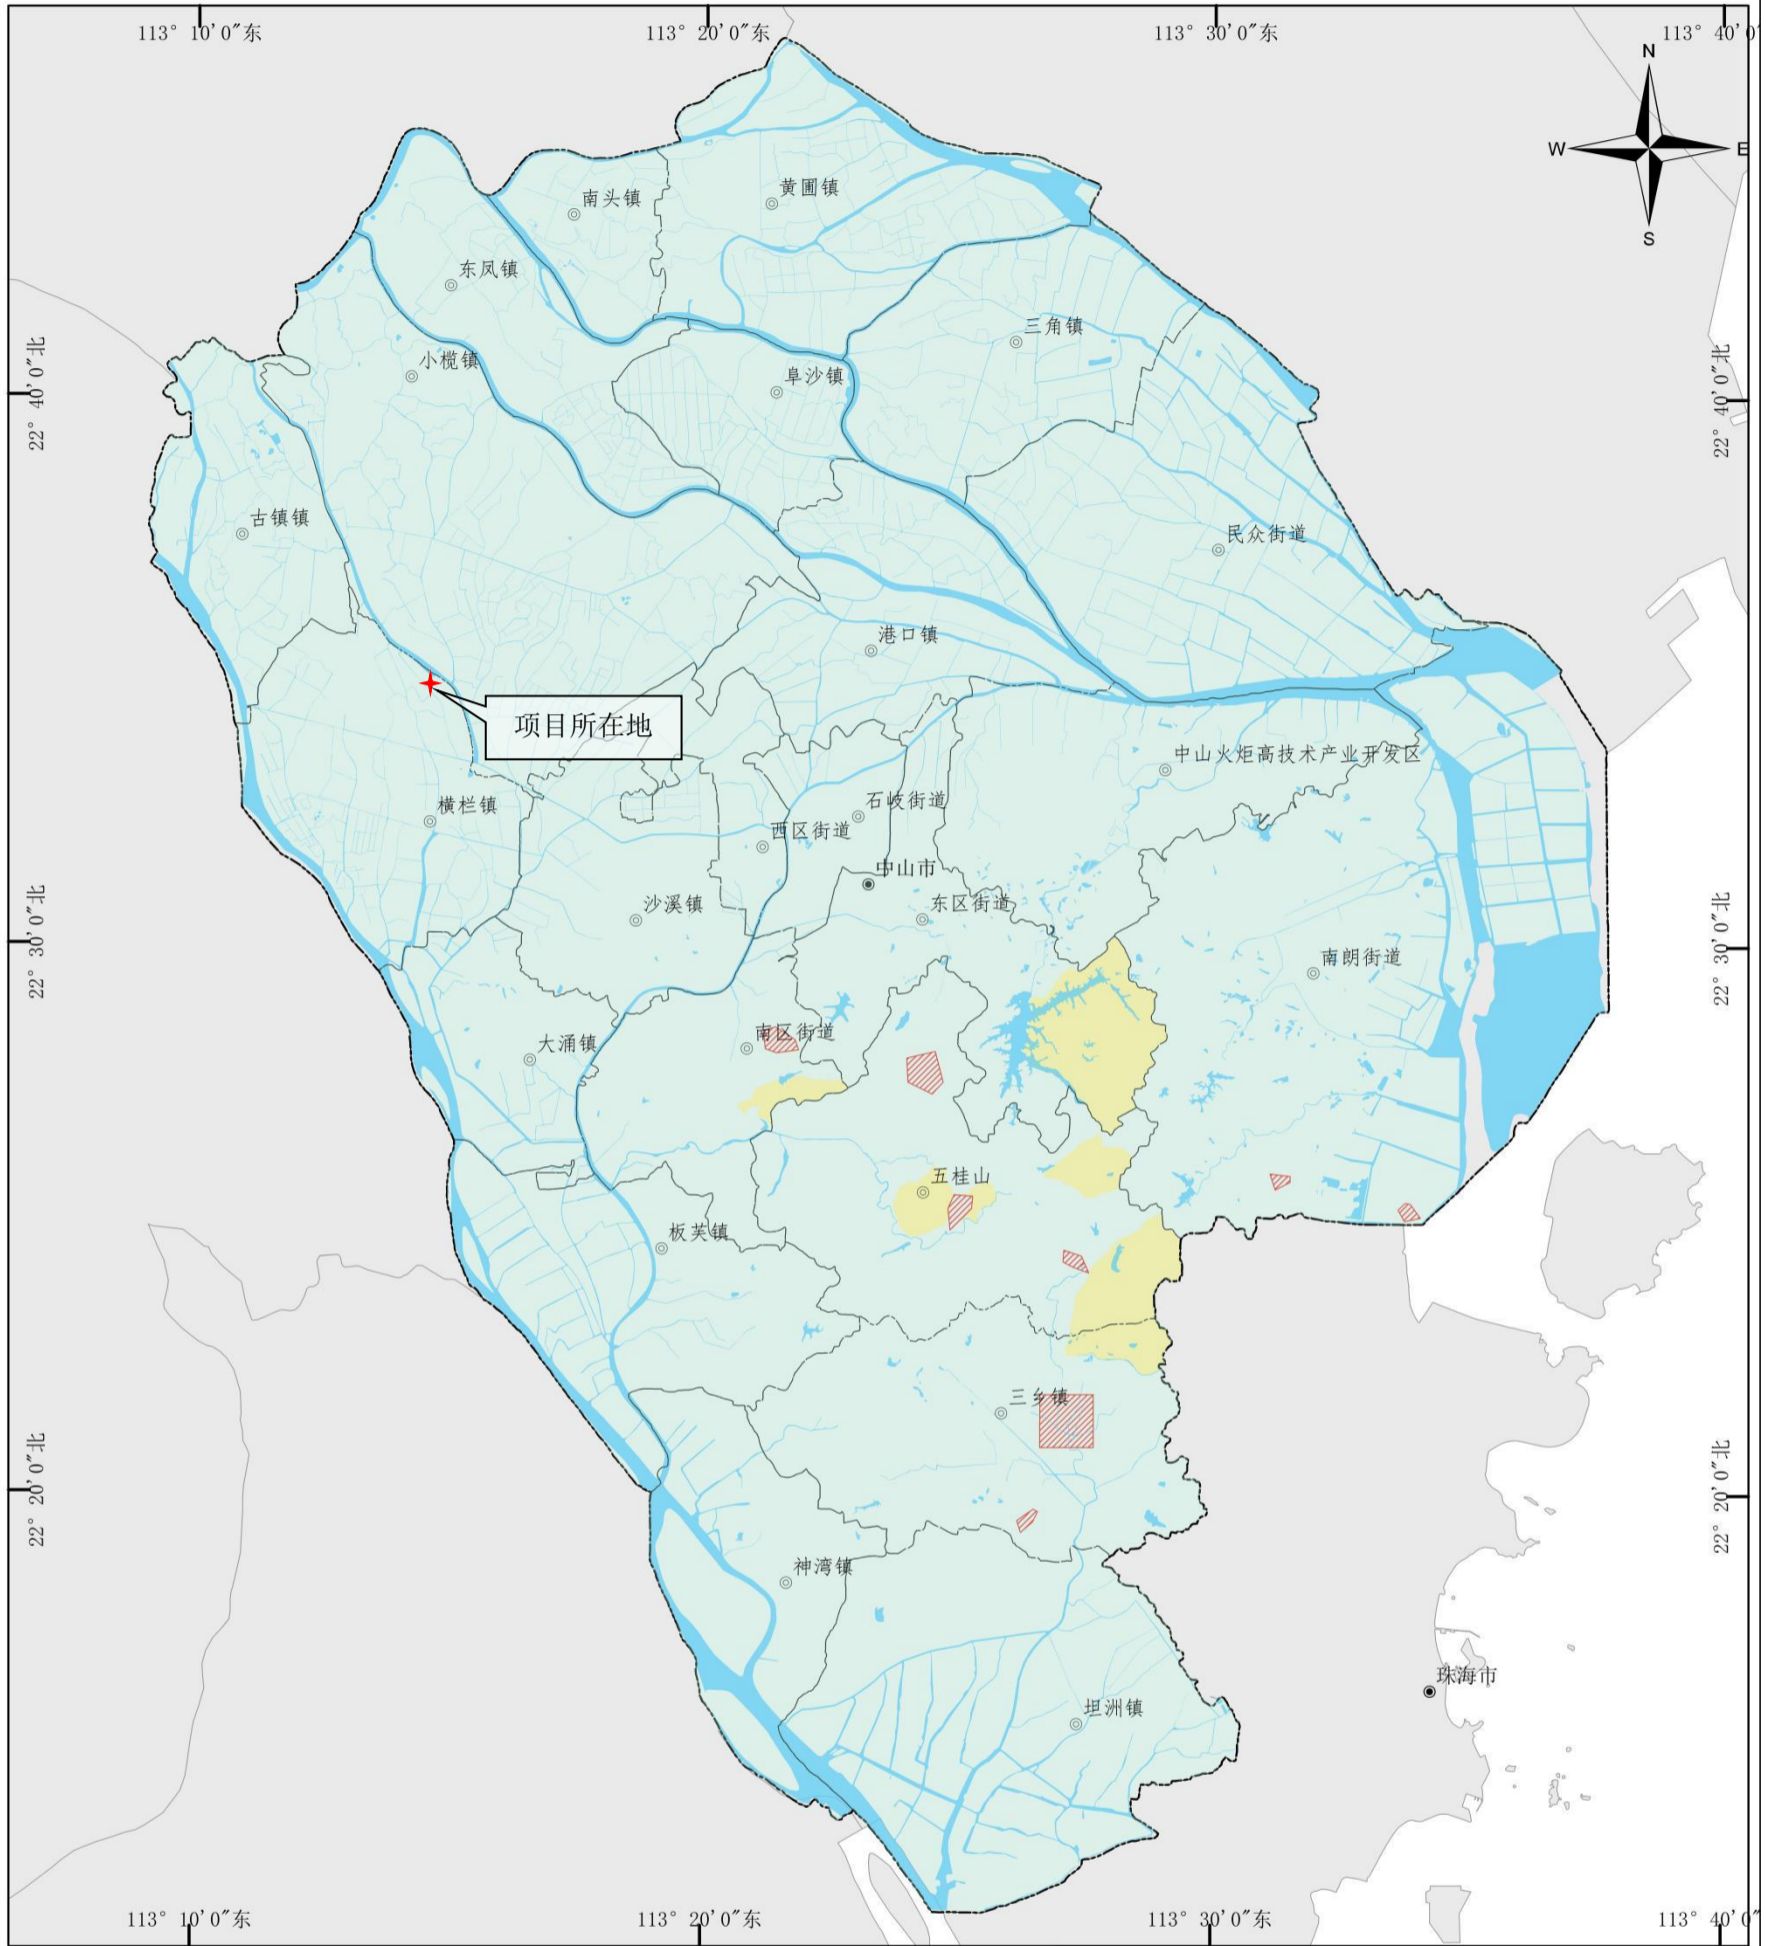 113° 10′0″东
113° 20′0″东
113° 30′0″东
113° 40′0″
N
W
E
S
南头镇
黄圃镇
东凤镇
三角镇
小榄镇
阜沙镇
22° 40′0″北
22° 40′0″北
古镇镇
民众街道
港口镇
项目所在地
中山火炬高技术产业开发区
横栏镇
石岐街道
西区街道
中山市
沙溪镇
东区街道
22° 30′0″北
22° 30′0″北
南朗街道
大涌镇
南区街道
五桂山
板芙镇
三乡镇
22° 20′0″北
22° 20′0″北
神湾镇
珠海市
坦洲镇
113° 10′0″东
113° 20′0″东
113° 30′0″东
113° 40′0″